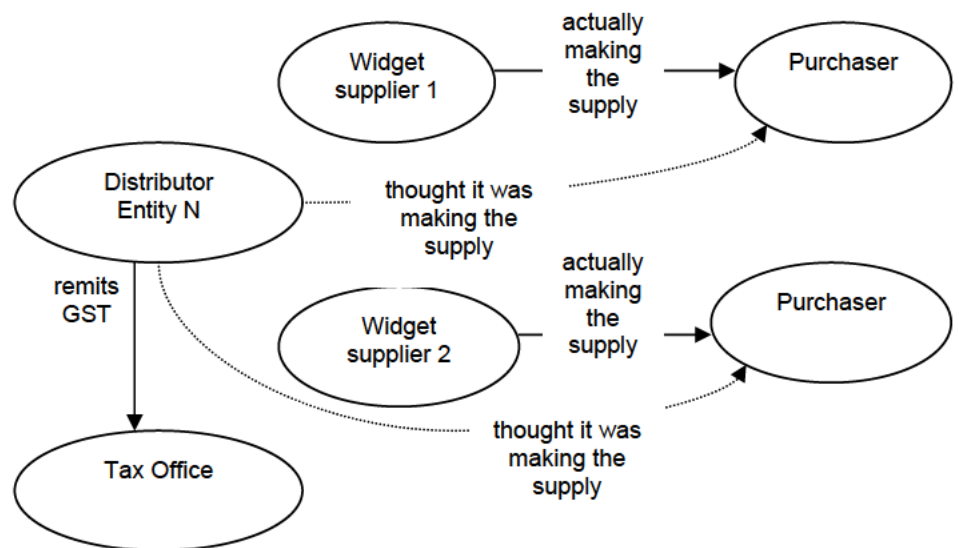 Widget
supplier 1
actually
making
the
supply
Purchaser
Distributor
Entity N
thought it was
making the
supply
remits
GST
Widget
supplier 2
actually
making
the
supply
Purchaser
thought it was
making the
supply
Tax Office